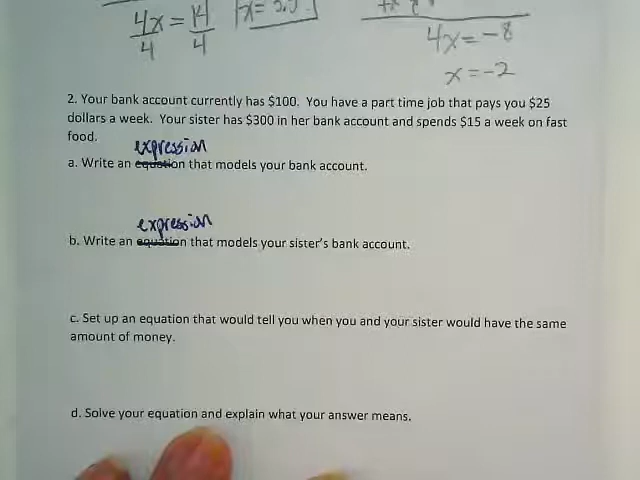 4x = 14
4 4
x = 3.5
4x = -8
x = -2
2. Your bank account currently has $100. You have a part time job that pays you $25
dollars a week. Your sister has $300 in her bank account and spends $15 a week on fast
food.
expression
a. Write an equation that models your bank account.
expression
b. Write an equation that models your sister's bank account.
c. Set up an equation that would tell you when you and your sister would have the same
amount of money.
d. Solve your equation and explain what your answer means.